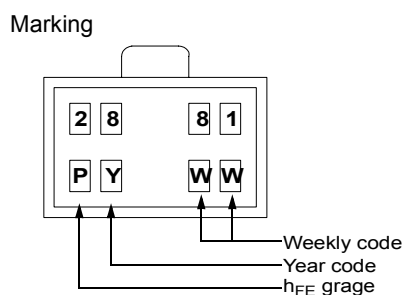 Marking
2 8 8 1
P Y W W
Weekly code
Year code
hFE grage